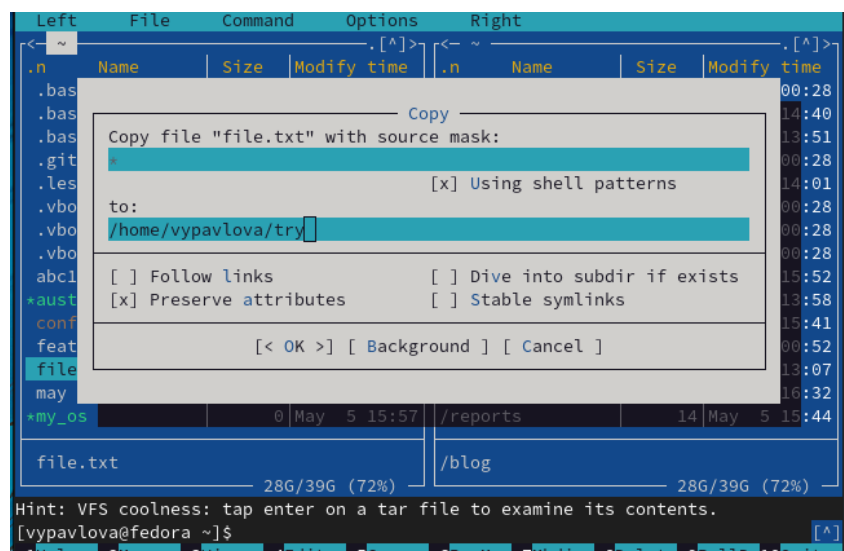 Left File Command Options Right
<─ ~ .[^]>┐ <─ ~ .[^]>┐
.n Name Size Modify time .n Name Size Modify time
.bas 00:28
.bas Copy 14:40
.bas Copy file "file.txt" with source mask: 13:51
.git * 00:28
.les [x] Using shell patterns 14:01
.vbo to: 00:28
.vbo /home/vypavlova/try 00:28
.vbo 00:28
abc1 [ ] Follow links [ ] Dive into subdir if exists 15:52
*aust [x] Preserve attributes [ ] Stable symlinks 13:58
conf 15:41
feat [< OK >] [ Background ] [ Cancel ] 00:52
file 13:07
may 16:32
*my_os 0 May 5 15:57 /reports 14 May 5 15:44
file.txt /blog
28G/39G (72%) 28G/39G (72%)
Hint: VFS coolness: tap enter on a tar file to examine its contents.
[vypavlova@fedora ~]$ [^]